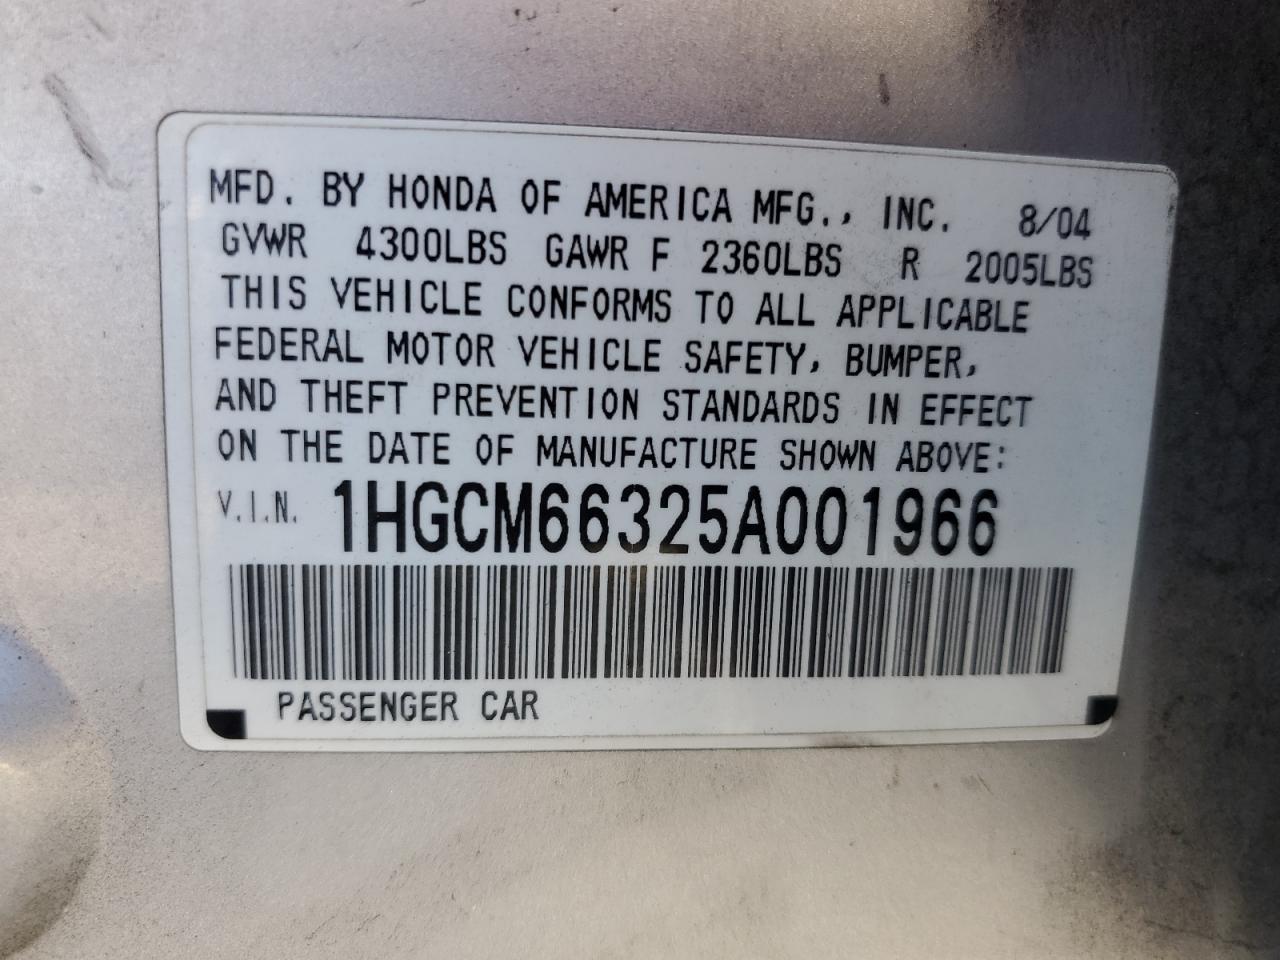 MFD. BY HONDA OF AMERICA MFG., INC. 8/04
GVWR 4300LBS GAWR F 2360LBS R 2005LBS
THIS VEHICLE CONFORMS TO ALL APPLICABLE
FEDERAL MOTOR VEHICLE SAFETY, BUMPER,
AND THEFT PREVENTION STANDARDS IN EFFECT
ON THE DATE OF MANUFACTURE SHOWN ABOVE:
V.I.N. 1HGCM66325A001966
PASSENGER CAR